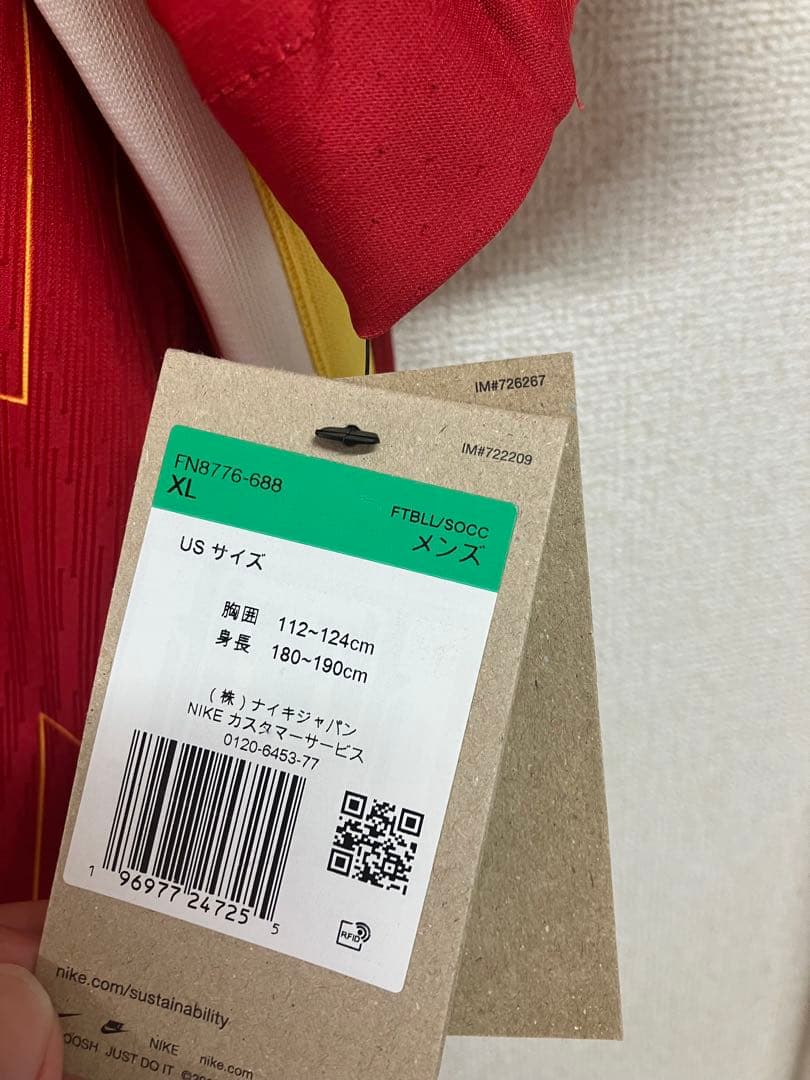 IM#726267
IM#722209
FN8776-688
XL
FTBLL/SOCC
メンズ
US サイズ
胸囲 112~124cm
身長 180~190cm
(株)ナイキジャパン
NIKE カスタマーサービス
0120-6453-77
1 96977 24725 5
RFID
nike.com/sustainability
NIKE nike.com
JUST DO IT